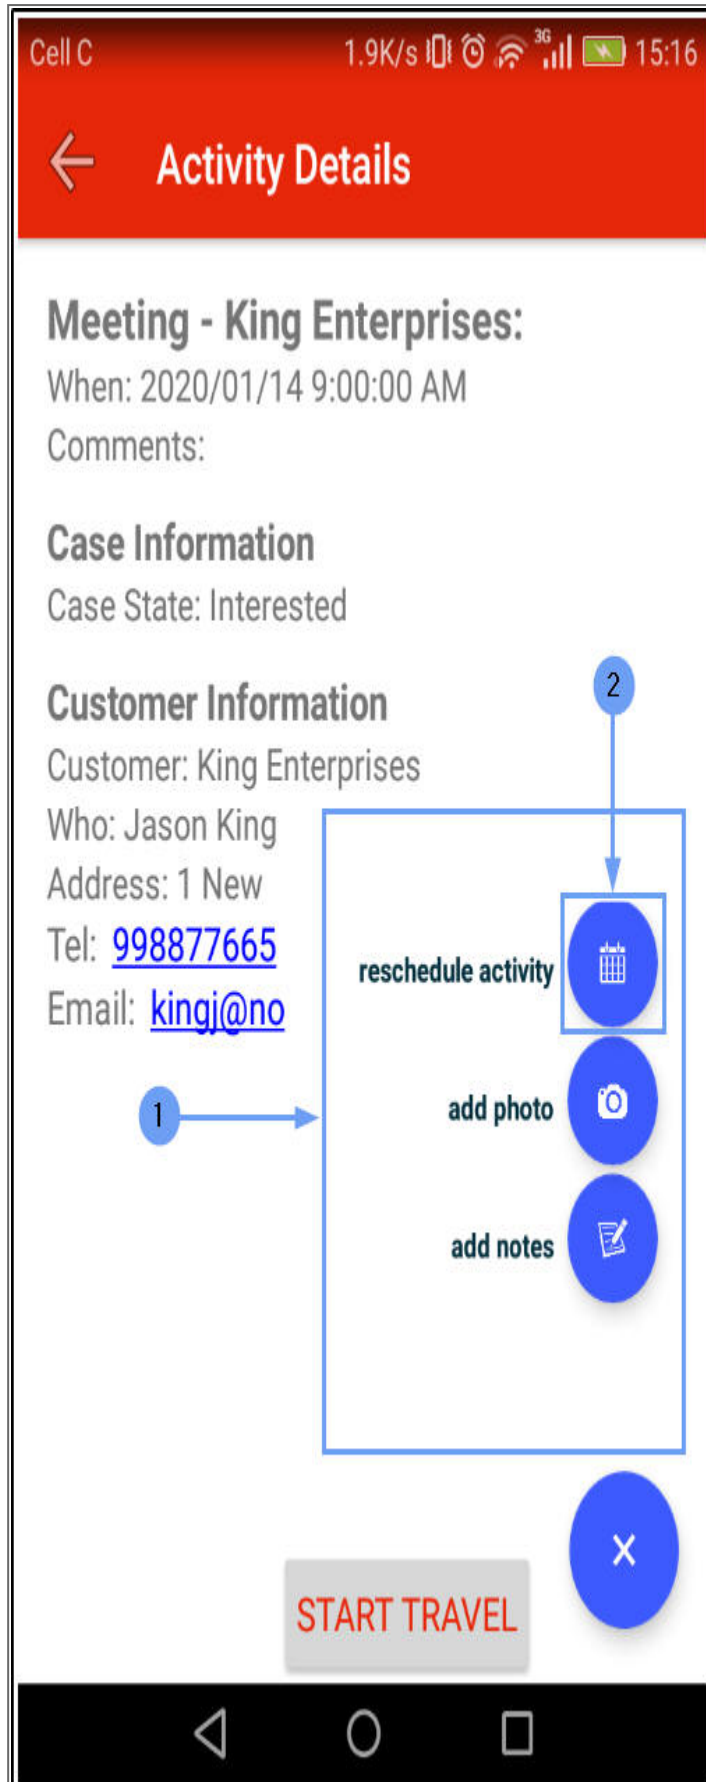 Cell C 1.9K/s 3G 15:16
Activity Details
Meeting - King Enterprises:
When: 2020/01/14 9:00:00 AM
Comments:
Case Information
Case State: Interested
Customer Information
2
Customer: King Enterprises
Who: Jason King
Address: 1 New
Tel: 998877665
reschedule activity
Email: kingj@no
1
add photo
add notes
START TRAVEL